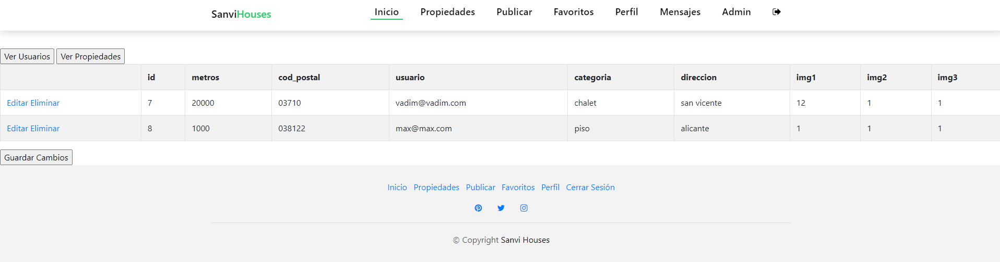 SanviHouses Inicio Propiedades Publicar Favoritos Perfil Mensajes Admin
Ver Usuarios Ver Propiedades
id metros cod_postal usuario categoria direccion img1 img2 img3
Editar Eliminar 7 20000 03710 vadim@vadim.com chalet san vicente 12 1 1
Editar Eliminar 8 1000 038122 max@max.com piso alicante 1 1 1
Guardar Cambios
Inicio Propiedades Publicar Favoritos Perfil Cerrar Sesión
© Copyright Sanvi Houses